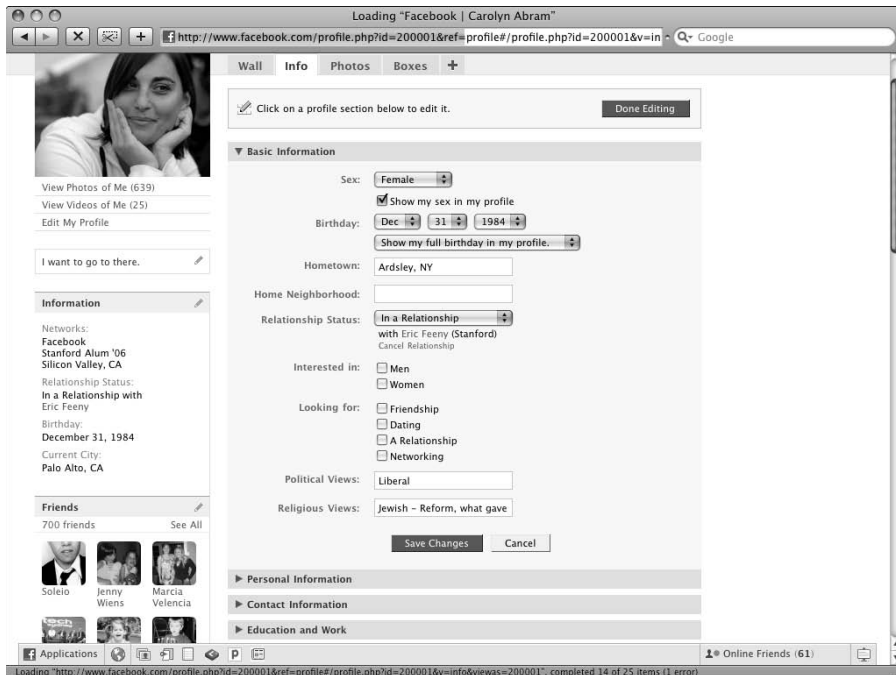 Loading "Facebook | Carolyn Abram"
http://www.facebook.com/profile.php?id=200001&ref=profile#/profile.php?id=200001&v=in
Google
Wall Info Photos Boxes +
Click on a profile section below to edit it. Done Editing
View Photos of Me (639)
View Videos of Me (25)
Edit My Profile
I want to go to there.
Information
Networks:
Facebook
Stanford Alum '06
Silicon Valley, CA
Relationship Status:
In a Relationship with
Eric Feeny
Birthday:
December 31, 1984
Current City:
Palo Alto, CA
Friends
700 friends See All
Soleio
Jenny Wiens
Marcia Velencia
Basic Information
Sex: Female
Show my sex in my profile
Birthday: Dec 31 1984
Show my full birthday in my profile.
Hometown: Ardsley, NY
Home Neighborhood:
Relationship Status: In a Relationship
with Eric Feeny (Stanford)
Cancel Relationship
Interested in: Men
Women
Looking for: Friendship
Dating
A Relationship
Networking
Political Views: Liberal
Religious Views: Jewish – Reform, what gave
Save Changes Cancel
Personal Information
Contact Information
Education and Work
Applications
Online Friends (61)
Loading "http://www.facebook.com/profile.php?id=200001&ref=profile#/profile.php?id=200001&v=info&viewas=200001", completed 14 of 25 items (1 error)